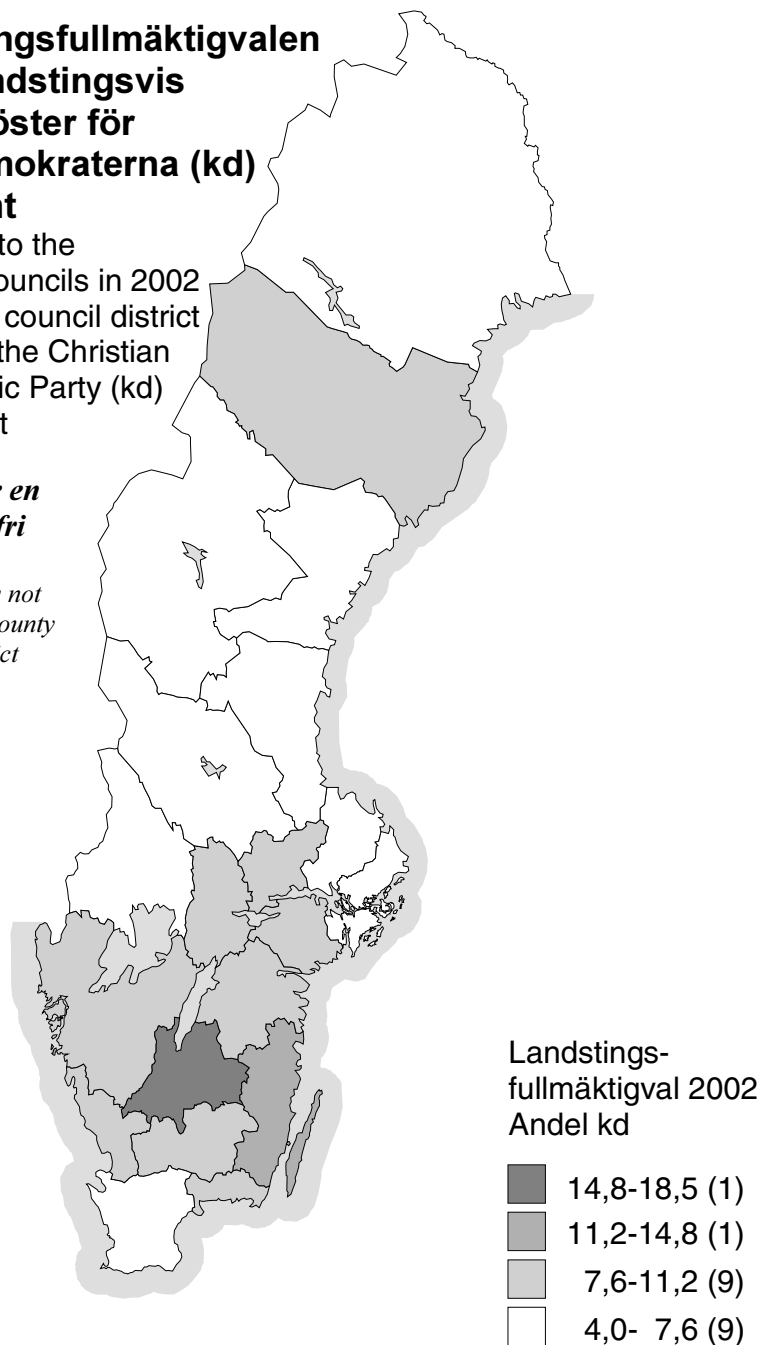 ngsfullmäktigvalen
ndstingsvis
öster för
mokraterna (kd)
nt
to the
ouncils in 2002
council district
the Christian
ic Party (kd)
t
r en
fri
not
ounty
ct
Landstings-
fullmäktigval 2002
Andel kd
14,8-18,5 (1)
11,2-14,8 (1)
7,6-11,2 (9)
4,0- 7,6 (9)